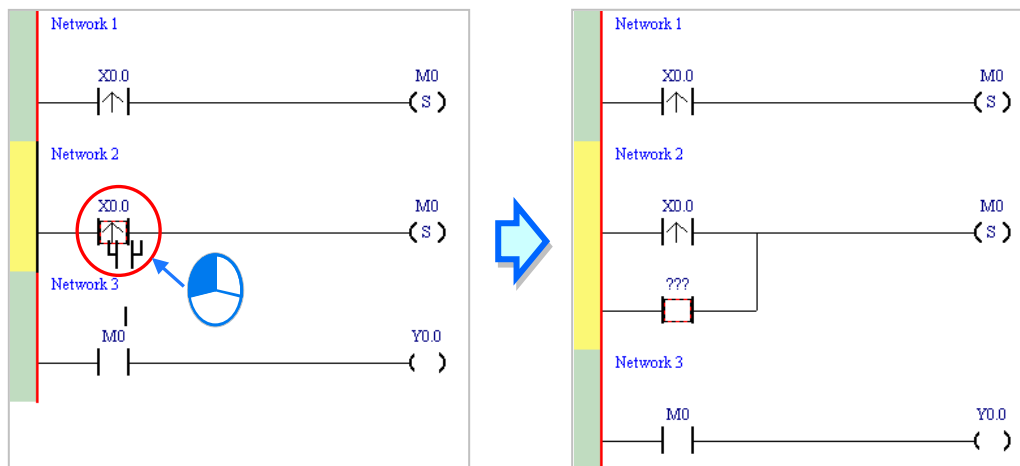 Network 1
X0.0 M0
S
Network 2
X0.0 M0
S
Network 3
M0 Y0.0
Network 1
X0.0 M0
S
Network 2
X0.0 M0
S
???
Network 3
M0 Y0.0